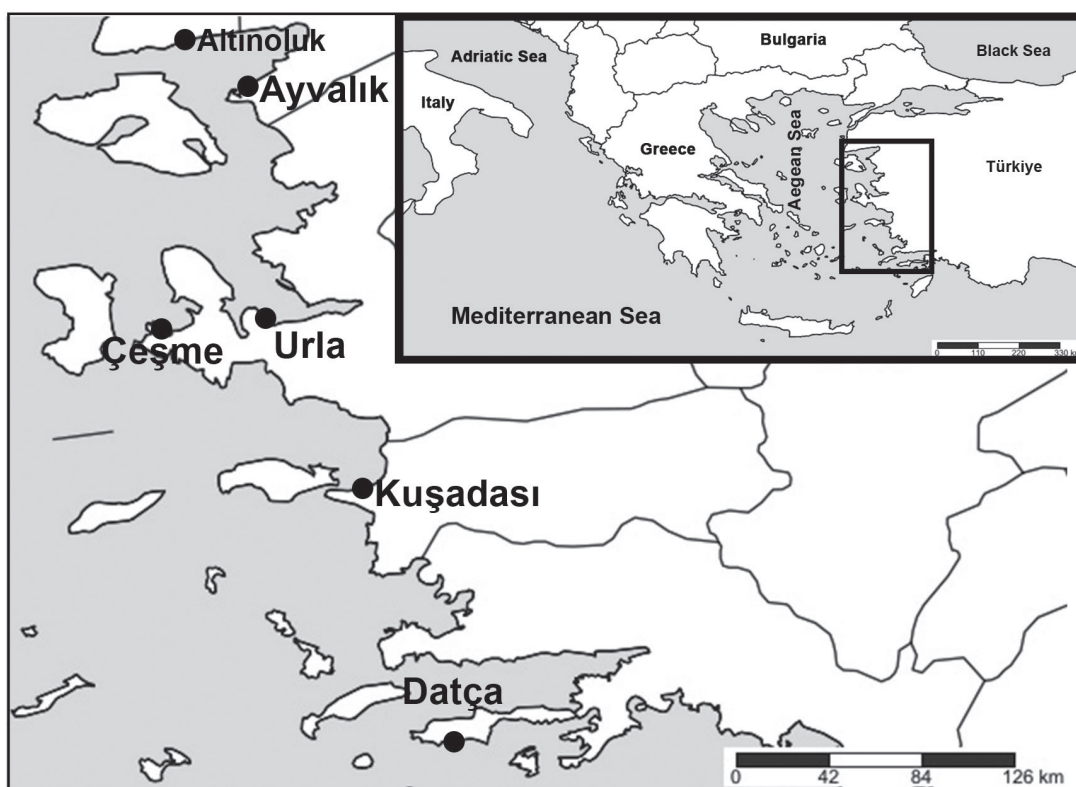 Altınoluk
Ayvalık
Çeşme
Urla
Kuşadası
Datça
0 42 84 126 km
Adriatic Sea
Bulgaria
Black Sea
Italy
Greece
Aegean Sea
Türkiye
Mediterranean Sea
0 110 220 330 km